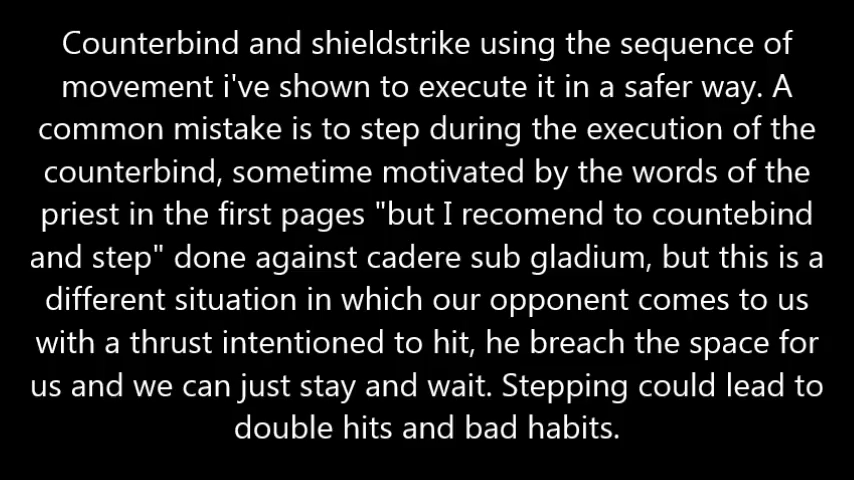 Counterbind and shieldstrike using the sequence of
movement i've shown to execute it in a safer way. A
common mistake is to step during the execution of the
counterbind, sometime motivated by the words of the
priest in the first pages "but I recomend to countebind
and step" done against cadere sub gladium, but this is a
different situation in which our opponent comes to us
with a thrust intentioned to hit, he breach the space for
us and we can just stay and wait. Stepping could lead to
double hits and bad habits.